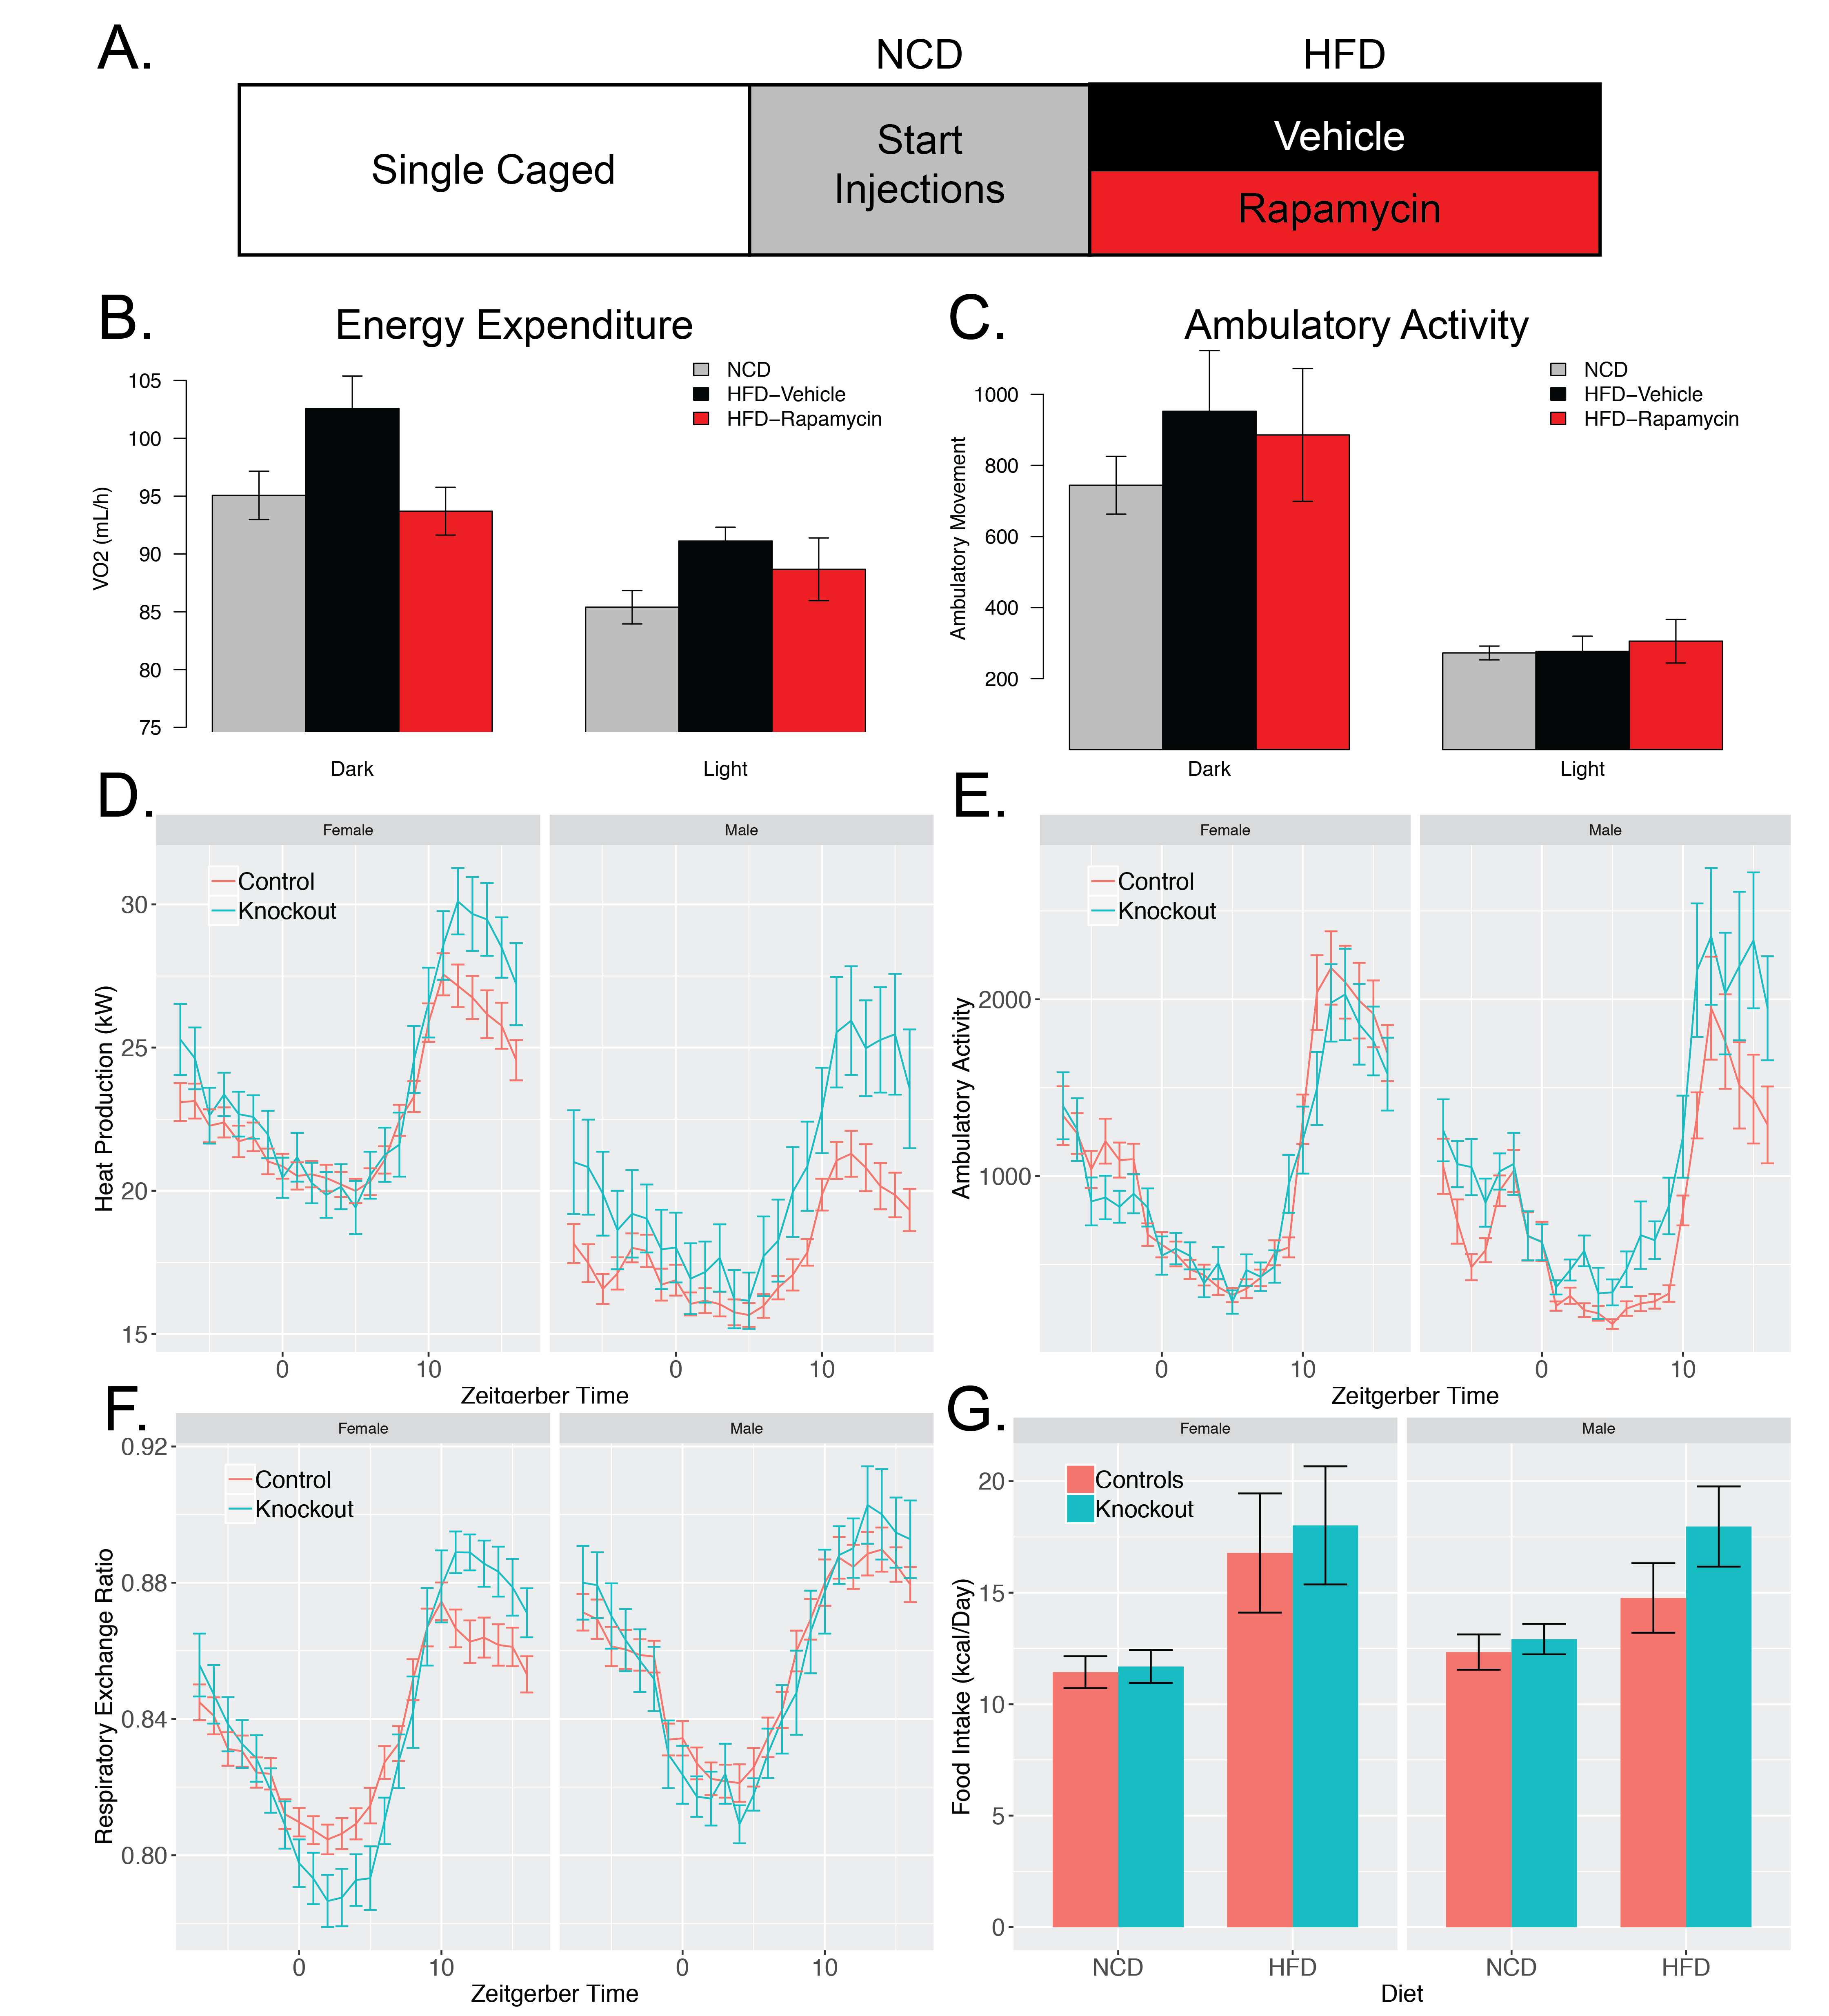 A.
NCD
HFD
Single Caged
Start
Injections
Vehicle
Rapamycin
B.
Energy Expenditure
NCD
HFD−Vehicle
HFD−Rapamycin
VO2 (mL/h)
105
100
95
90
85
80
75
Dark
Light
C.
Ambulatory Activity
NCD
HFD−Vehicle
HFD−Rapamycin
Ambulatory Movement
1000
800
600
400
200
Dark
Light
D.
Female
Male
Control
Knockout
Heat Production (kW)
30
25
20
15
0
10
0
10
Zeitgerber Time
E.
Female
Male
Control
Knockout
Ambulatory Activity
2000
1000
0
10
0
10
Zeitgerber Time
F.
Female
Male
Control
Knockout
Respiratory Exchange Ratio
0.92
0.88
0.84
0.80
0
10
0
10
Zeitgerber Time
G.
Female
Male
Controls
Knockout
Food Intake (kcal/Day)
20
15
10
5
0
NCD
HFD
NCD
HFD
Diet